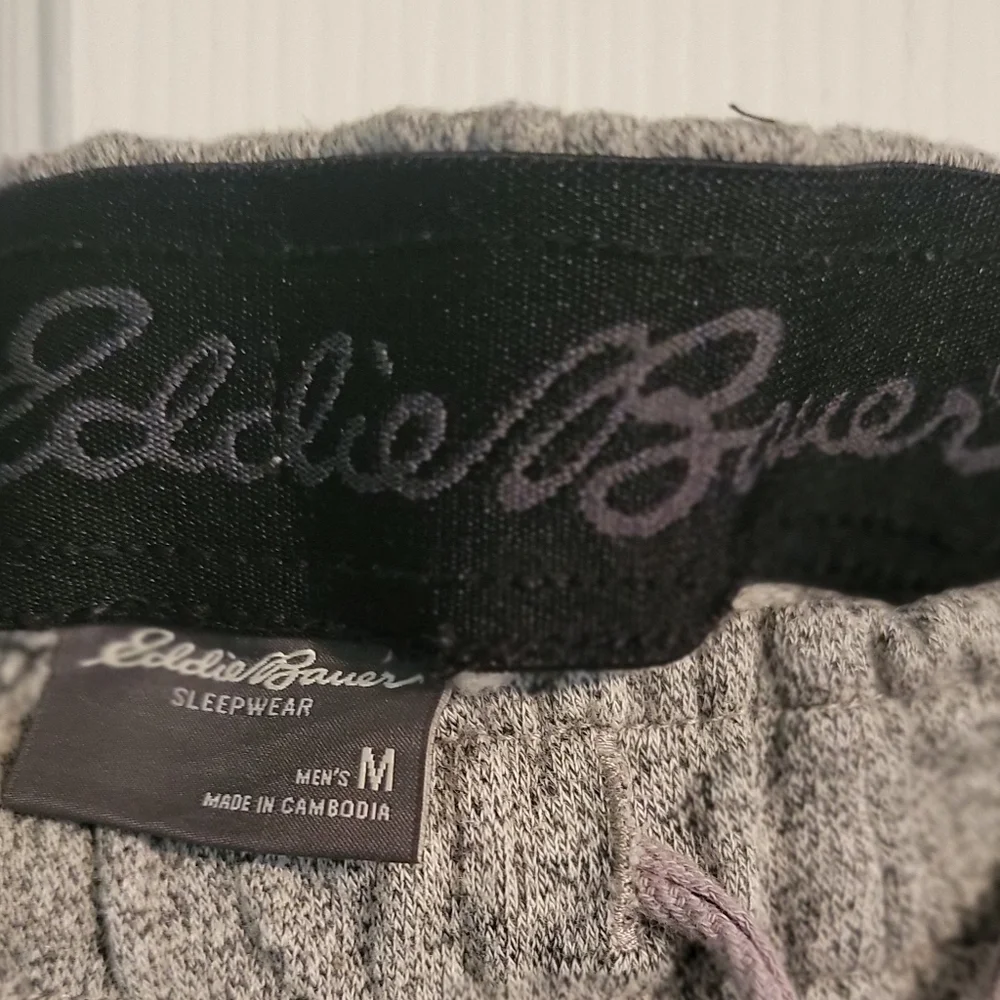 Eddie Bauer
Eddie Bauer
SLEEPWEAR
MEN'S M
MADE IN CAMBODIA